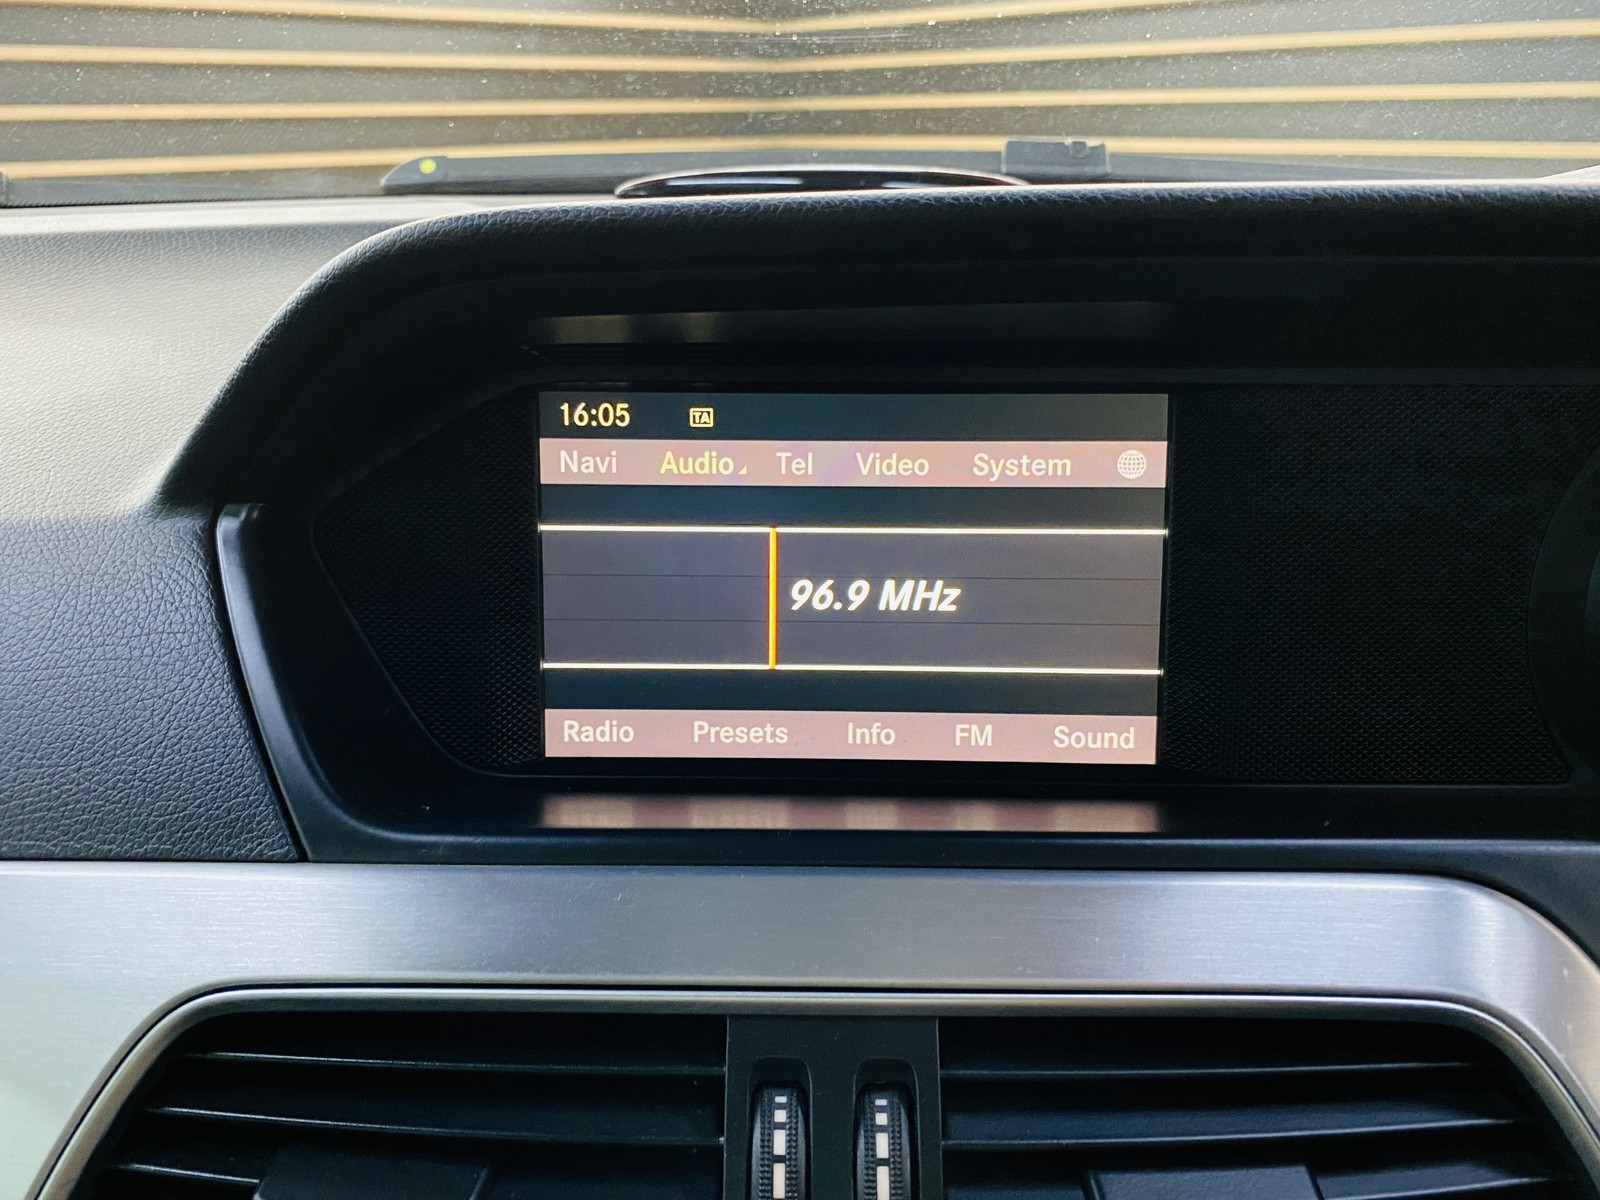 16:05 TA
Navi Audio Tel Video System
96.9 MHz
Radio Presets Info FM Sound